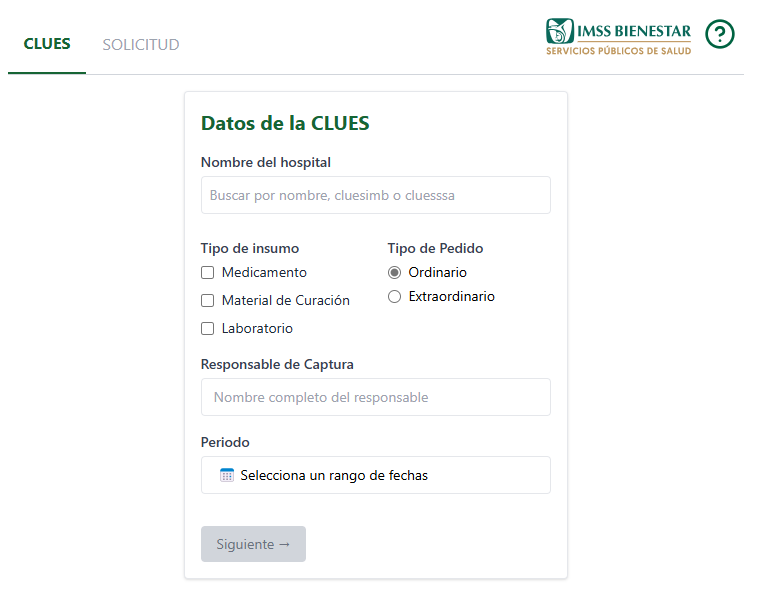 CLUES
SOLICITUD
IMSS BIENESTAR
SERVICIOS PÚBLICOS DE SALUD
?
Datos de la CLUES
Nombre del hospital
Buscar por nombre, cluesimb o cluesssa
Tipo de insumo
Medicamento
Material de Curación
Laboratorio
Tipo de Pedido
Ordinario
Extraordinario
Responsable de Captura
Nombre completo del responsable
Periodo
Selecciona un rango de fechas
Siguiente →